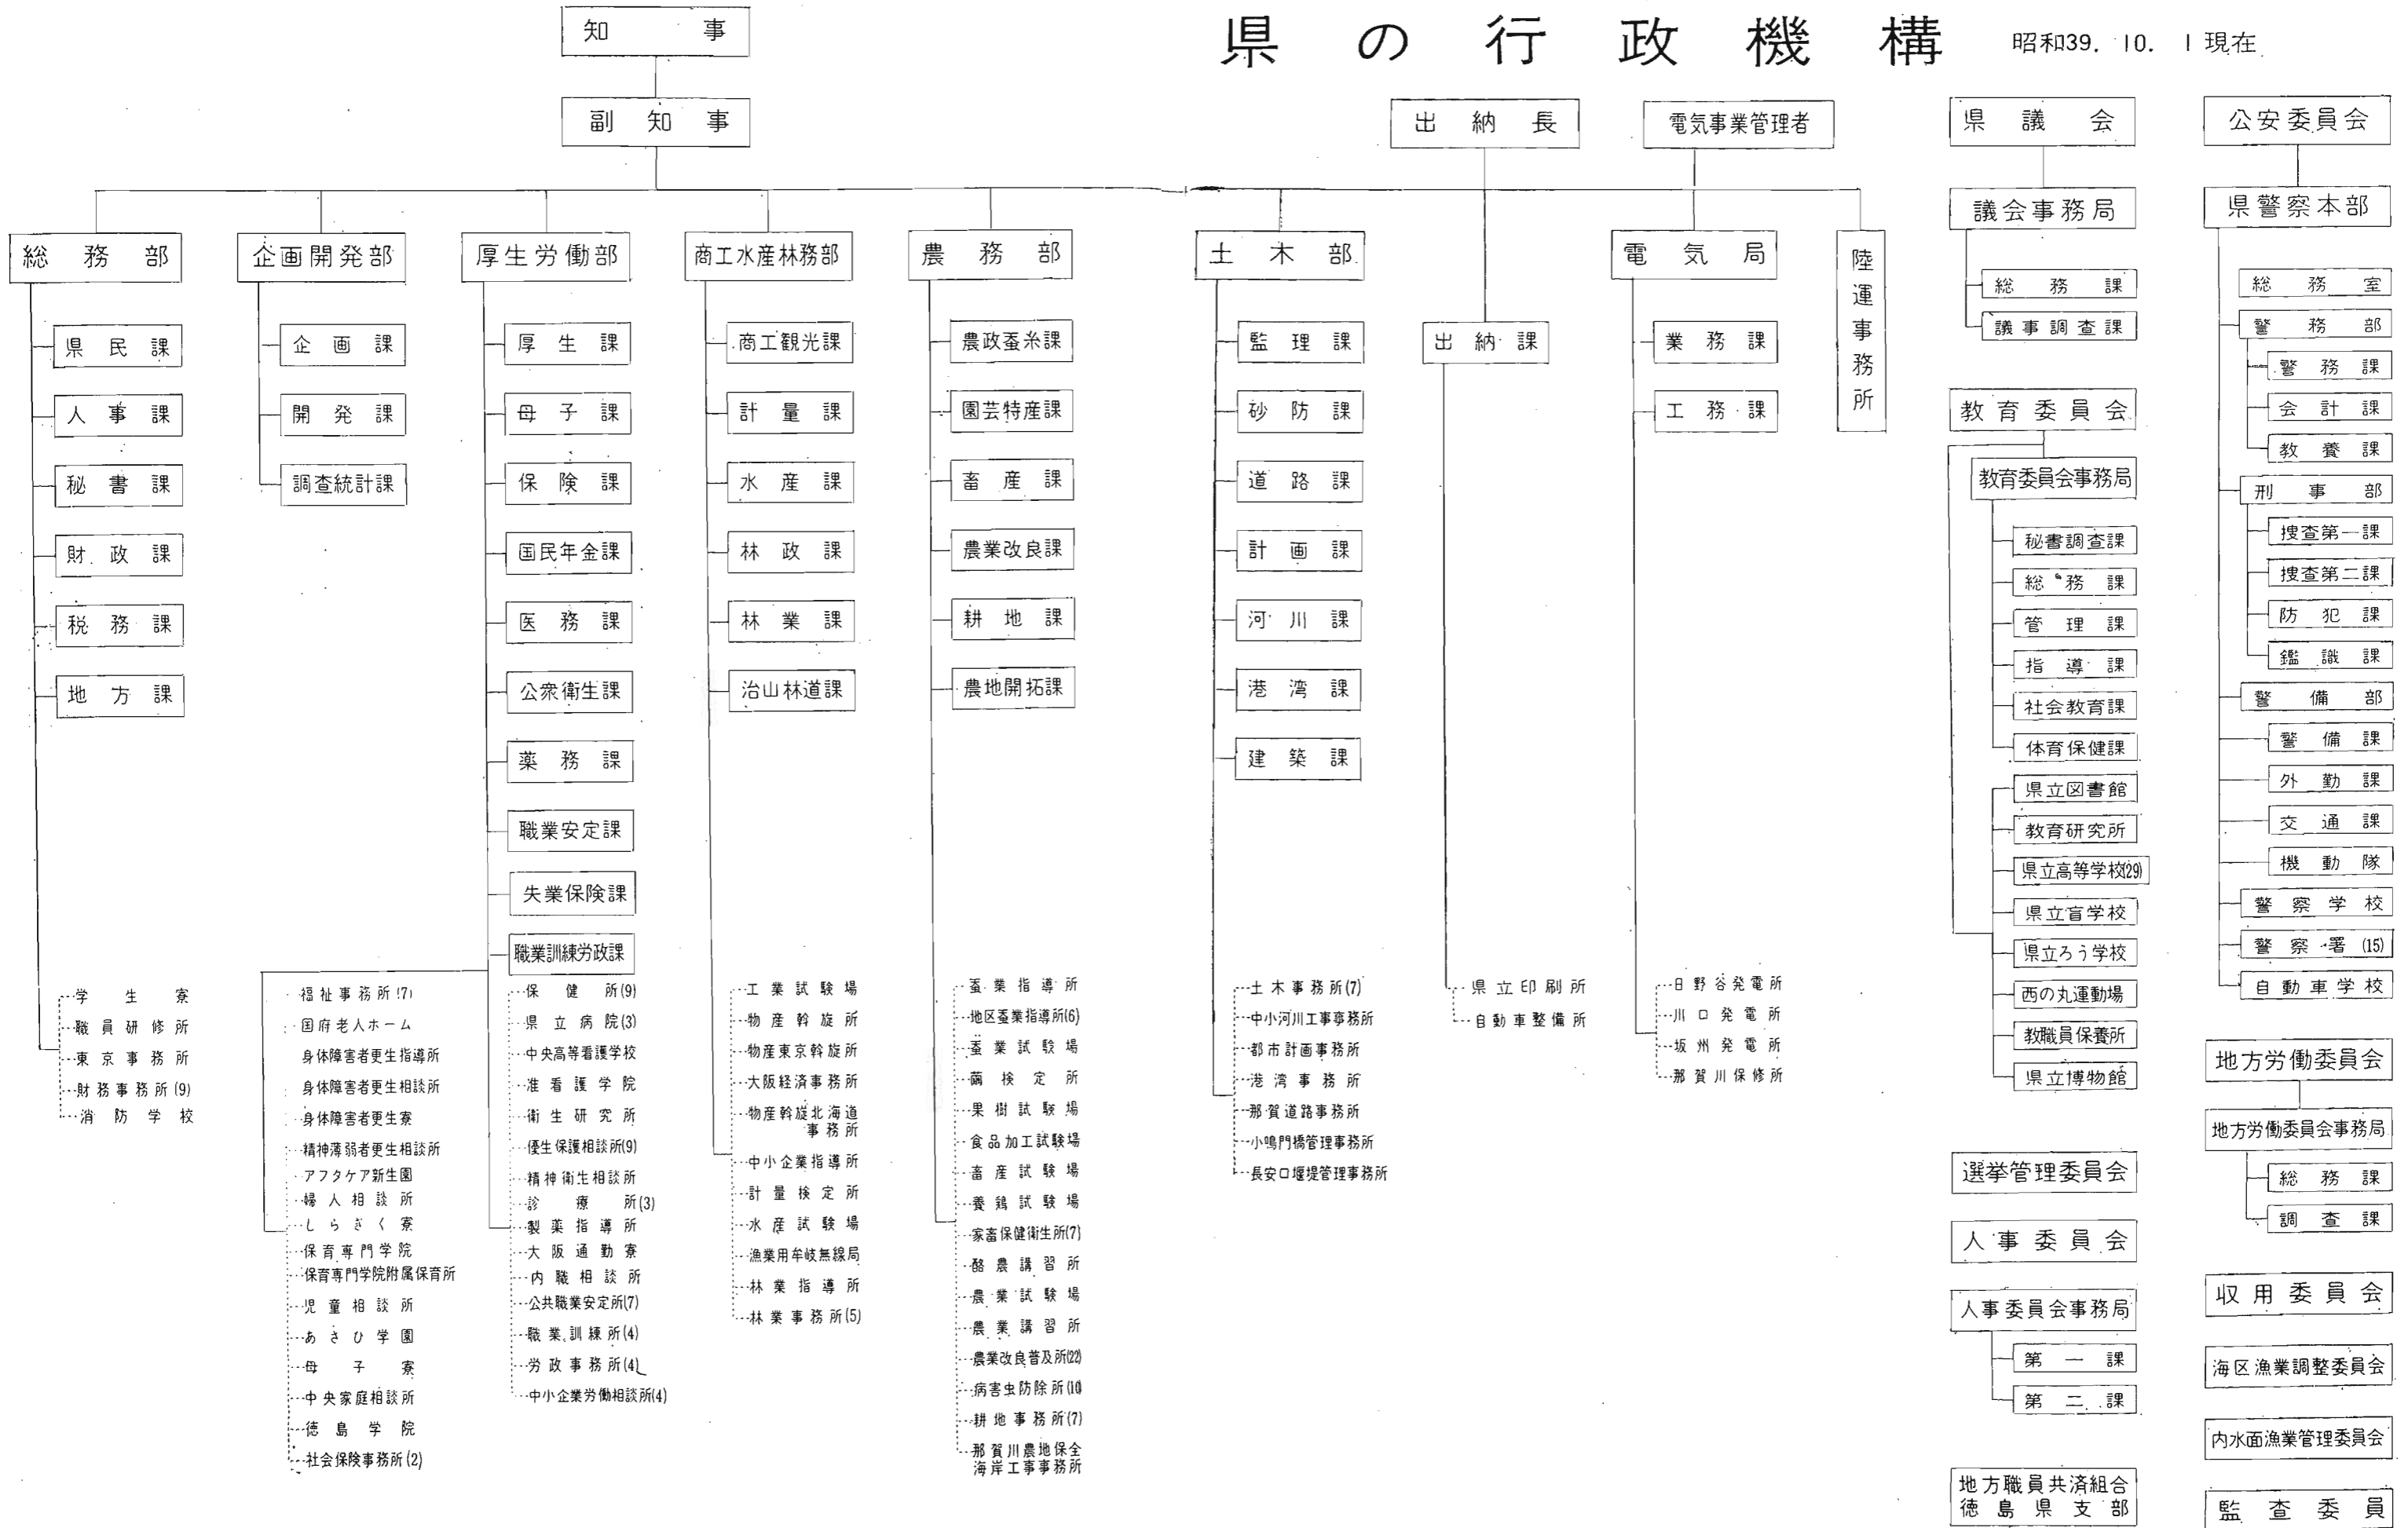 県の行政機構
昭和39.10.1現在
知事
副知事
出納長
電気事業管理者
総務部
県民課
人事課
秘書課
財政課
税務課
地方課
学生寮
職員研修所
東京事務所
財務事務所(9)
消防学校
企画開発部
企画課
開発課
調査統計課
厚生労働部
厚生課
母子課
保険課
国民年金課
医務課
公衆衛生課
薬務課
職業安定課
失業保険課
職業訓練労政課
福祉事務所(7)
国府老人ホーム
身体障害者更生指導所
身体障害者更生相談所
身体障害者更生寮
精神薄弱者更生相談所
アフタケア新生園
婦人相談所
しらぎく寮
保育専門学院
保育専門学院附属保育所
児童相談所
あさひ学園
母子寮
中央家庭相談所
徳島学院
社会保険事務所(2)
保健所(9)
県立病院(3)
中央高等看護学校
准看護学院
衛生研究所
優生保護相談所(9)
精神衛生相談所
診療所(3)
製薬指導所
大阪通勤寮
内職相談所
公共職業安定所(7)
職業訓練所(4)
労政事務所(4)
中小企業労働相談所(4)
商工水産林務部
商工観光課
計量課
水産課
林政課
林業課
治山林道課
工業試験場
物産斡旋所
物産東京斡旋所
大阪経済事務所
物産斡旋北海道
事務所
中小企業指導所
計量検定所
水産試験場
漁業用牟岐無線局
林業指導所
林業事務所(5)
農務部
農政蚕糸課
園芸特産課
畜産課
農業改良課
耕地課
農地開拓課
蚕業指導所
地区蚕業指導所(6)
蚕業試験場
繭検定所
果樹試験場
食品加工試験場
畜産試験場
養鶏試験場
家畜保健衛生所(7)
酪農講習所
農業試験場
農業講習所
農業改良普及所(22)
病害虫防除所(10)
耕地事務所(7)
那賀川農地保全
海岸工事事務所
土木部
監理課
砂防課
道路課
計画課
河川課
港湾課
建築課
土木事務所(7)
中小河川工事事務所
都市計画事務所
港湾事務所
那賀道路事務所
小鳴門橋管理事務所
長安口堰堤管理事務所
出納課
県立印刷所
自動車整備所
電気局
業務課
工務課
日野谷発電所
川口発電所
坂州発電所
那賀川保修所
陸運事務所
県議会
議会事務局
総務課
議事調査課
教育委員会
教育委員会事務局
秘書調査課
総務課
管理課
指導課
社会教育課
体育保健課
県立図書館
教育研究所
県立高等学校(29)
県立盲学校
県立ろう学校
西の丸運動場
教職員保養所
県立博物館
選挙管理委員会
人事委員会
人事委員会事務局
第一課
第二課
地方職員共済組合
徳島県支部
公安委員会
県警察本部
総務室
警務部
警務課
会計課
教養課
刑事部
捜査第一課
捜査第二課
防犯課
鑑識課
警備部
警備課
外勤課
交通課
機動隊
警察学校
警察署(15)
自動車学校
地方労働委員会
地方労働委員会事務局
総務課
調査課
収用委員会
海区漁業調整委員会
内水面漁業管理委員会
監査委員